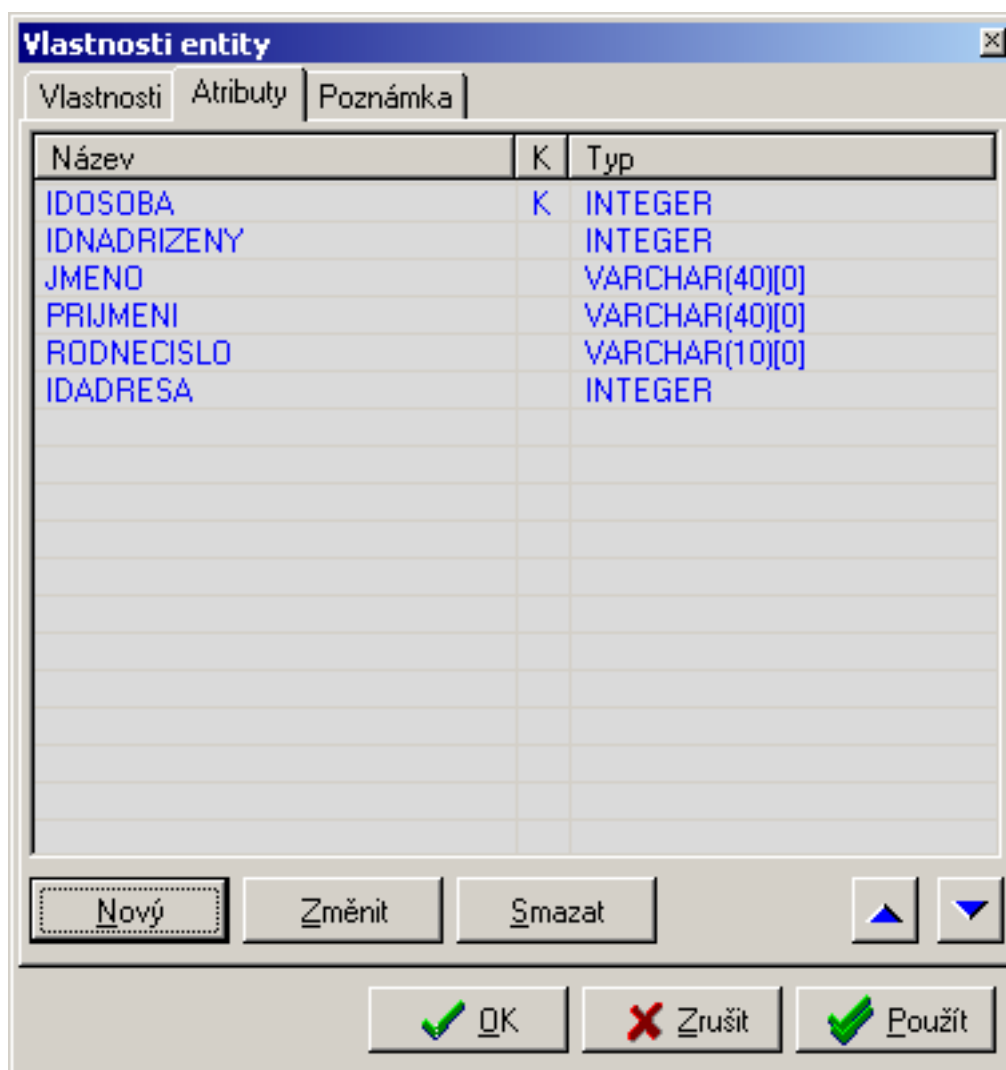 Vlastnosti entity
Vlastnosti Atributy Poznámka
Název K Typ
IDOSOBA K INTEGER
IDNADRIZENY INTEGER
JMENO VARCHAR(40)[0]
PRIJMENI VARCHAR(40)[0]
RODNECISLO VARCHAR(10)[0]
IDADRESA INTEGER
Nový Změnit Smazat
OK Zrušit Použít